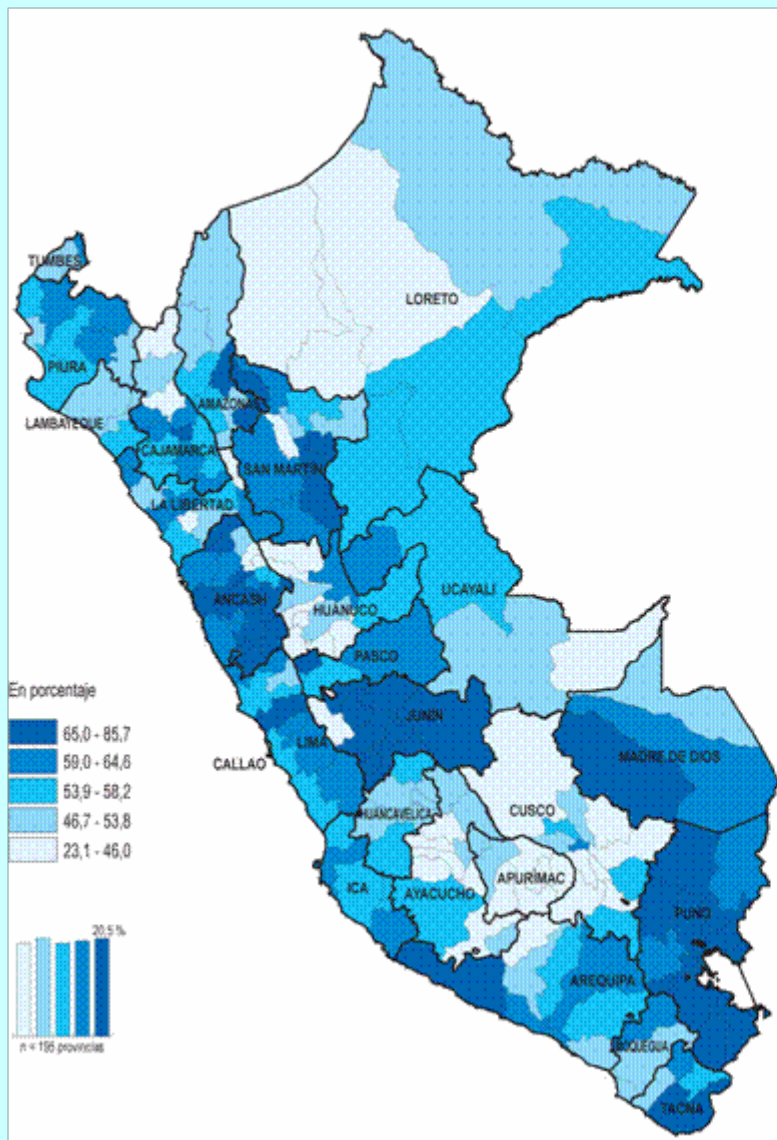 TUMBES
LORETO
PIURA
AMAZONAS
LAMBAYEQUE
CAJAMARCA
SAN MARTIN
LA LIBERTAD
ANCASH
HUÁNUCO
UCAYALI
PASCO
En porcentaje
65,0 - 85,7
59,0 - 64,6
53,9 - 58,2
46,7 - 53,8
23,1 - 46,0
JUNIN
LIMA
CALLAO
MADRE DE DIOS
HUANCAVELICA
CUSCO
ICA
AYACUCHO
APURÍMAC
PUNO
AREQUIPA
MOQUEGUA
TACNA
20,5 %
n = 195 provincias